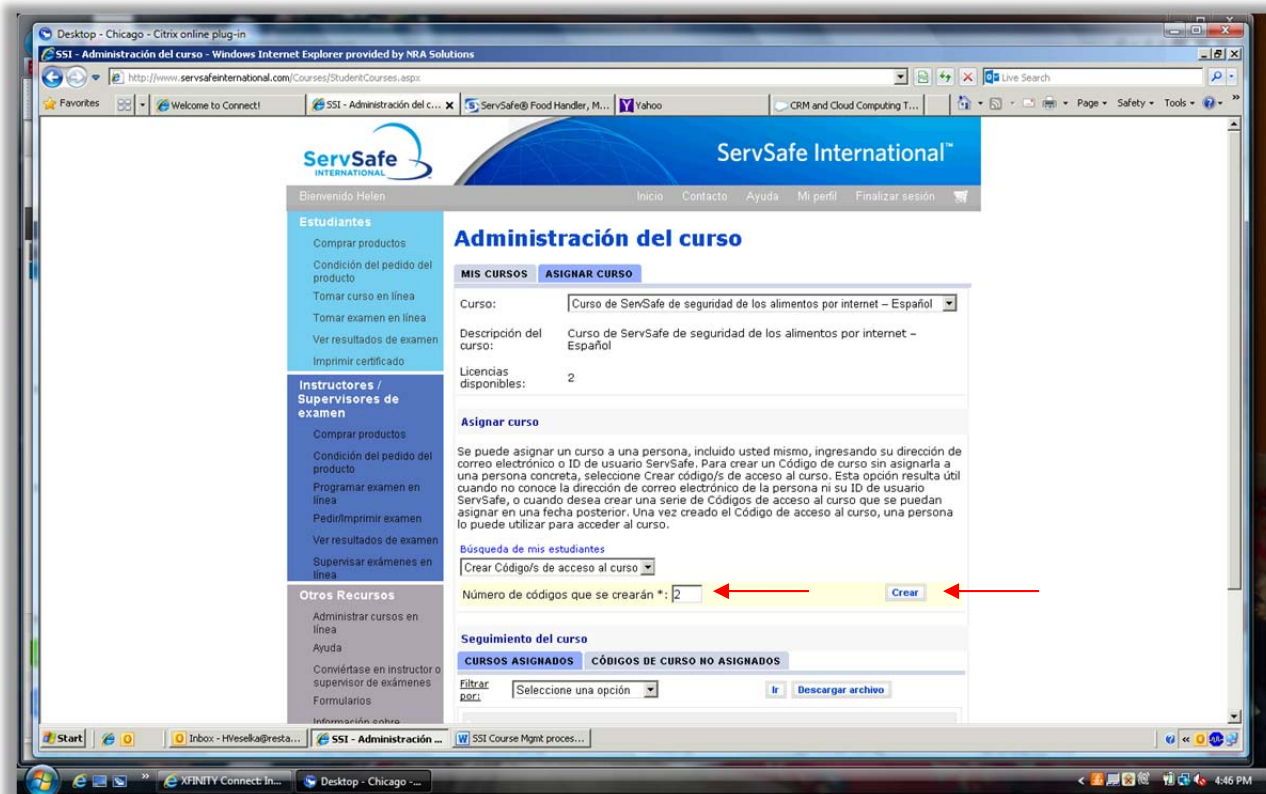 Desktop - Chicago - Citrix online plug-in
SSI - Administración del curso - Windows Internet Explorer provided by NRA Solutions
http://www.servsafeinternational.com/Courses/StudentCourses.aspx
Live Search
Favorites
Welcome to Connect!
SSI - Administración del c...
ServSafe® Food Handler, M...
Yahoo
CRM and Cloud Computing T...
Page
Safety
Tools
ServSafe
INTERNATIONAL
ServSafe International™
Bienvenido Helen
Inicio Contacto Ayuda Mi perfil Finalizar sesión
Estudiantes
Comprar productos
Condición del pedido del
producto
Tomar curso en línea
Tomar examen en línea
Ver resultados de examen
Imprimir certificado
Instructores /
Supervisores de
examen
Comprar productos
Condición del pedido del
producto
Programar examen en
línea
Pedir/Imprimir examen
Ver resultados de examen
Supervisar exámenes en
línea
Otros Recursos
Administrar cursos en
línea
Ayuda
Conviértase en instructor o
supervisor de exámenes
Formularios
Información sobre
Administración del curso
MIS CURSOS ASIGNAR CURSO
Curso: Curso de ServSafe de seguridad de los alimentos por internet – Español
Descripción del curso: Curso de ServSafe de seguridad de los alimentos por internet –
Español
Licencias
disponibles: 2
Asignar curso
Se puede asignar un curso a una persona, incluido usted mismo, ingresando su dirección de
correo electrónico o ID de usuario ServSafe. Para crear un Código de curso sin asignarla a
una persona concreta, seleccione Crear código/s de acceso al curso. Esta opción resulta útil
cuando no conoce la dirección de correo electrónico de la persona ni su ID de usuario
ServSafe, o cuando desea crear una serie de Códigos de acceso al curso que se puedan
asignar en una fecha posterior. Una vez creado el Código de acceso al curso, una persona
lo puede utilizar para acceder al curso.
Búsqueda de mis estudiantes
Crear Código/s de acceso al curso
Número de códigos que se crearán *: 2 Crear
Seguimiento del curso
CURSOS ASIGNADOS CÓDIGOS DE CURSO NO ASIGNADOS
Filtrar
por: Seleccione una opción Ir Descargar archivo
Start
Inbox - HVeselka@resta...
SSI - Administración ...
SSI Course Mgmt proces...
XFINITY Connect: In...
Desktop - Chicago -...
4:46 PM